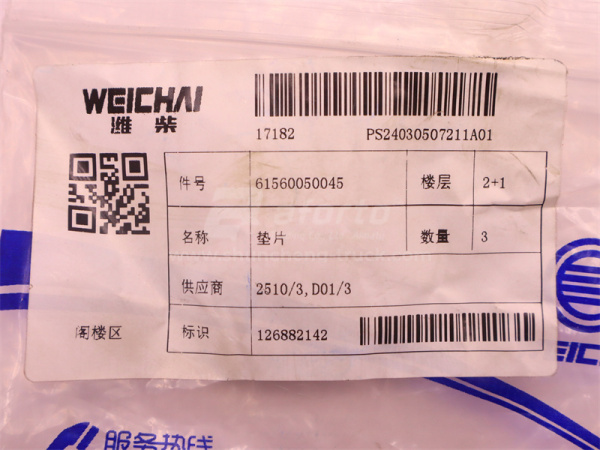 WEICHAI
潍柴
17182 PS24030507211A01
件号 61560050045 楼层 2+1
名称 垫片 数量 3
供应商 2510/3,D01/3
阁楼区 标识 126882142
EIC
服务热线